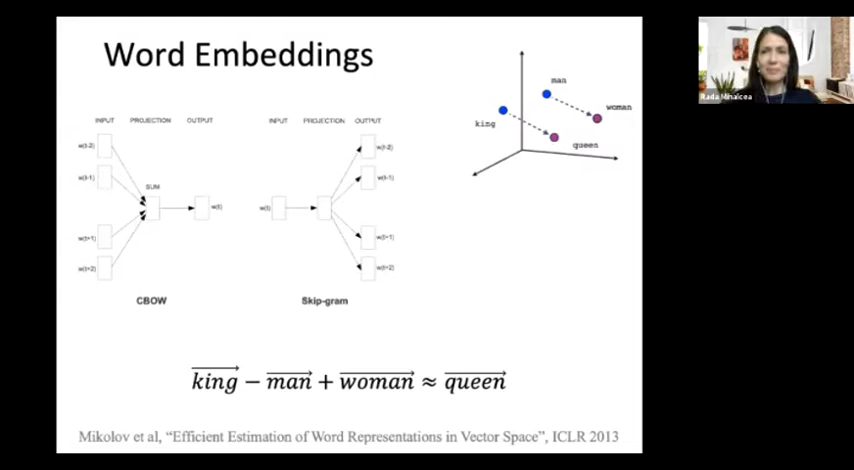 Word Embeddings
INPUT PROJECTION OUTPUT
w(t-2)
w(t-1)
SUM
w(t)
w(t+1)
w(t+2)
CBOW
INPUT PROJECTION OUTPUT
w(t-2)
w(t-1)
w(t)
w(t+1)
w(t+2)
Skip-gram
man
woman
king
queen
king − man + woman ≈ queen
Mikolov et al, “Efficient Estimation of Word Representations in Vector Space”, ICLR 2013
Rada Mihalcea